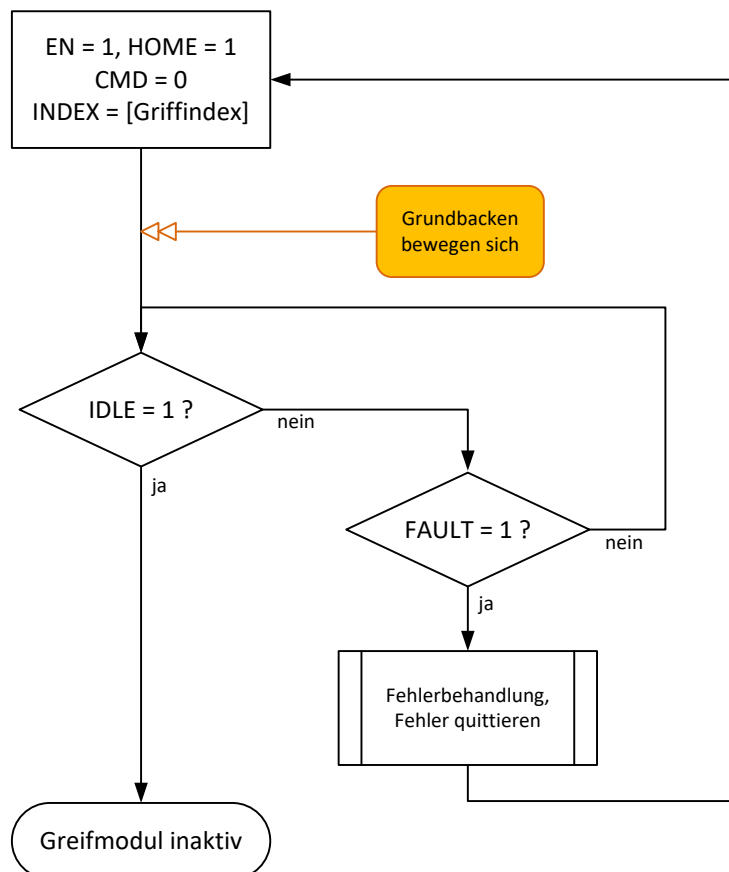 EN = 1, HOME = 1
CMD = 0
INDEX = [Griffindex]
Grundbacken
bewegen sich
IDLE = 1 ?
nein
ja
FAULT = 1 ?
nein
ja
Fehlerbehandlung,
Fehler quittieren
Greifmodul inaktiv